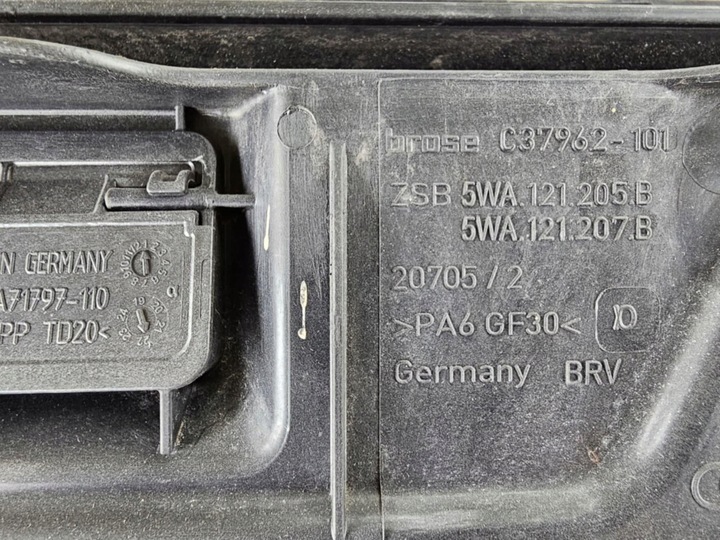 brose C37962-101
ZSB 5WA.121.205.B
5WA.121.207.B
20705/2
>PA6 GF30<
Germany BRV
N GERMANY
A71797-110
PP TD20<